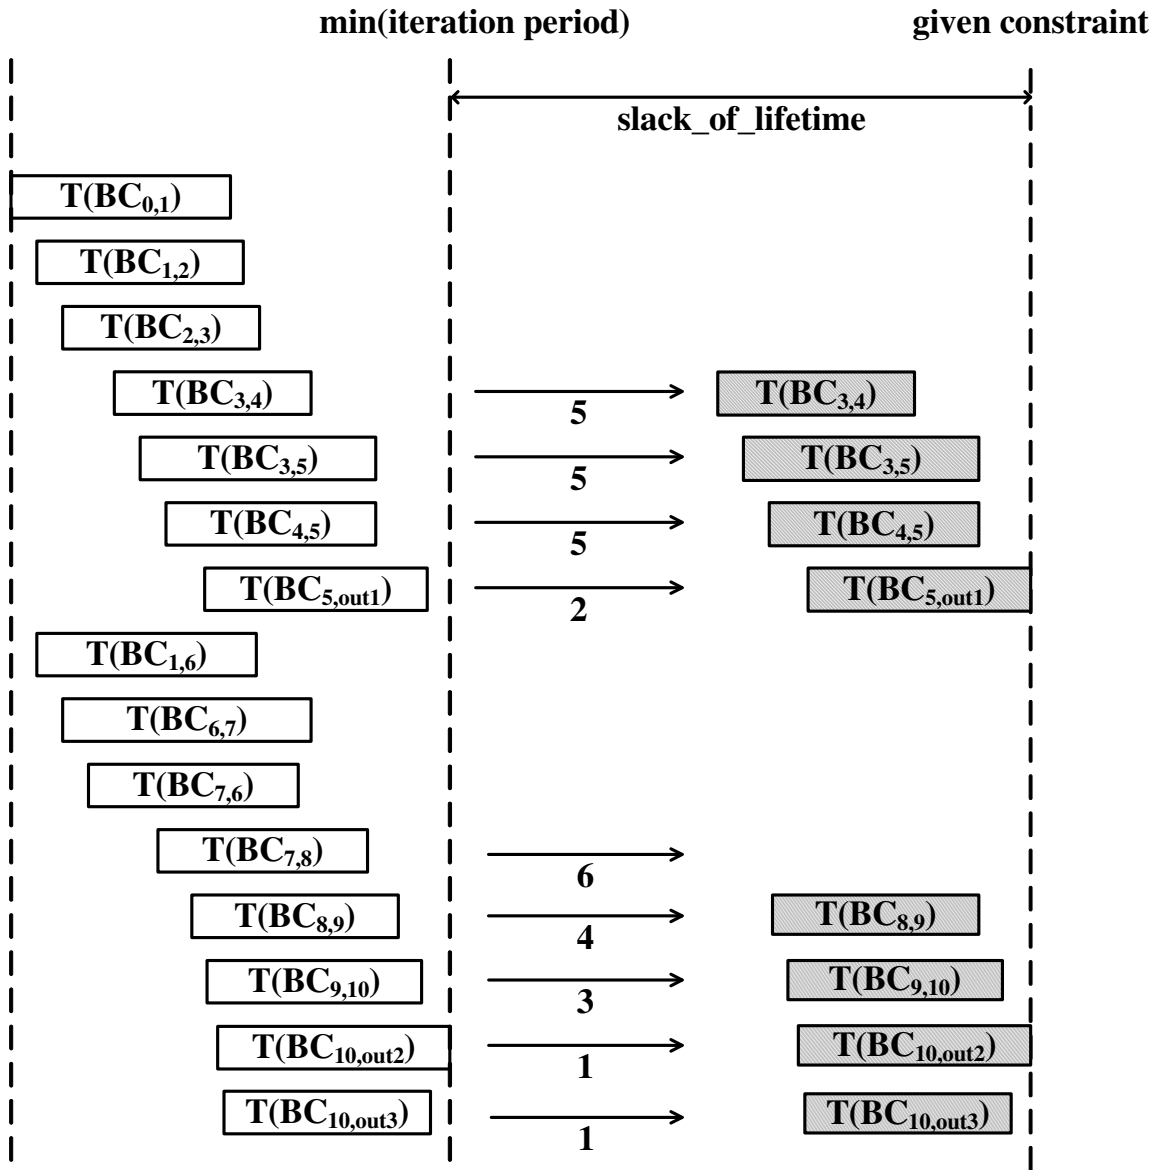 min(iteration period) given constraint
slack_of_lifetime
T(BC0,1)
T(BC1,2)
T(BC2,3)
T(BC3,4) 5 T(BC3,4)
T(BC3,5) 5 T(BC3,5)
T(BC4,5) 5 T(BC4,5)
T(BC5,out1) 2 T(BC5,out1)
T(BC1,6)
T(BC6,7)
T(BC7,6)
T(BC7,8) 6
T(BC8,9) 4 T(BC8,9)
T(BC9,10) 3 T(BC9,10)
T(BC10,out2) 1 T(BC10,out2)
T(BC10,out3) 1 T(BC10,out3)